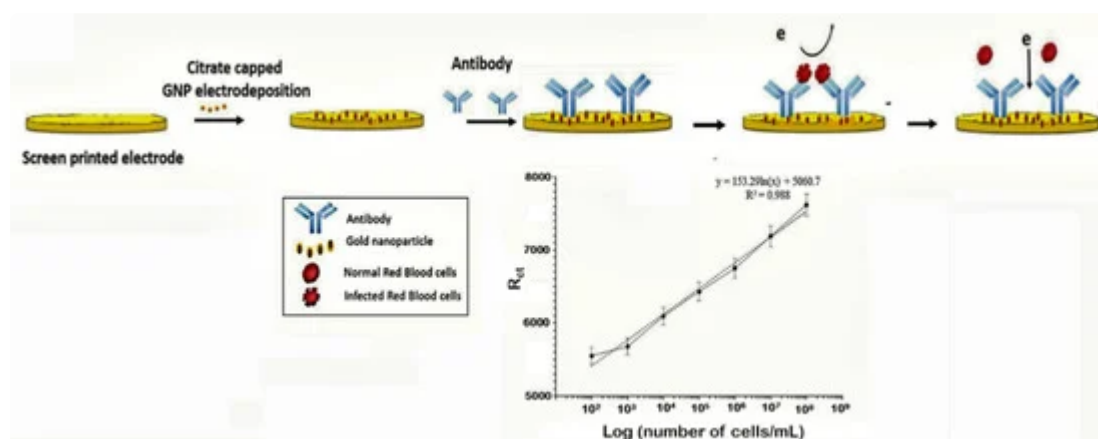 Citrate capped
GNP electrodeposition
Antibody
e
e
Screen printed electrode
Antibody
Gold nanoparticle
Normal Red Blood cells
Infected Red Blood cells
y = 153.29ln(x) + 5060.7
R² = 0.988
8000
7000
6000
5000
Rct
10² 10³ 10⁴ 10⁵ 10⁶ 10⁷ 10⁸ 10⁹
Log (number of cells/mL)